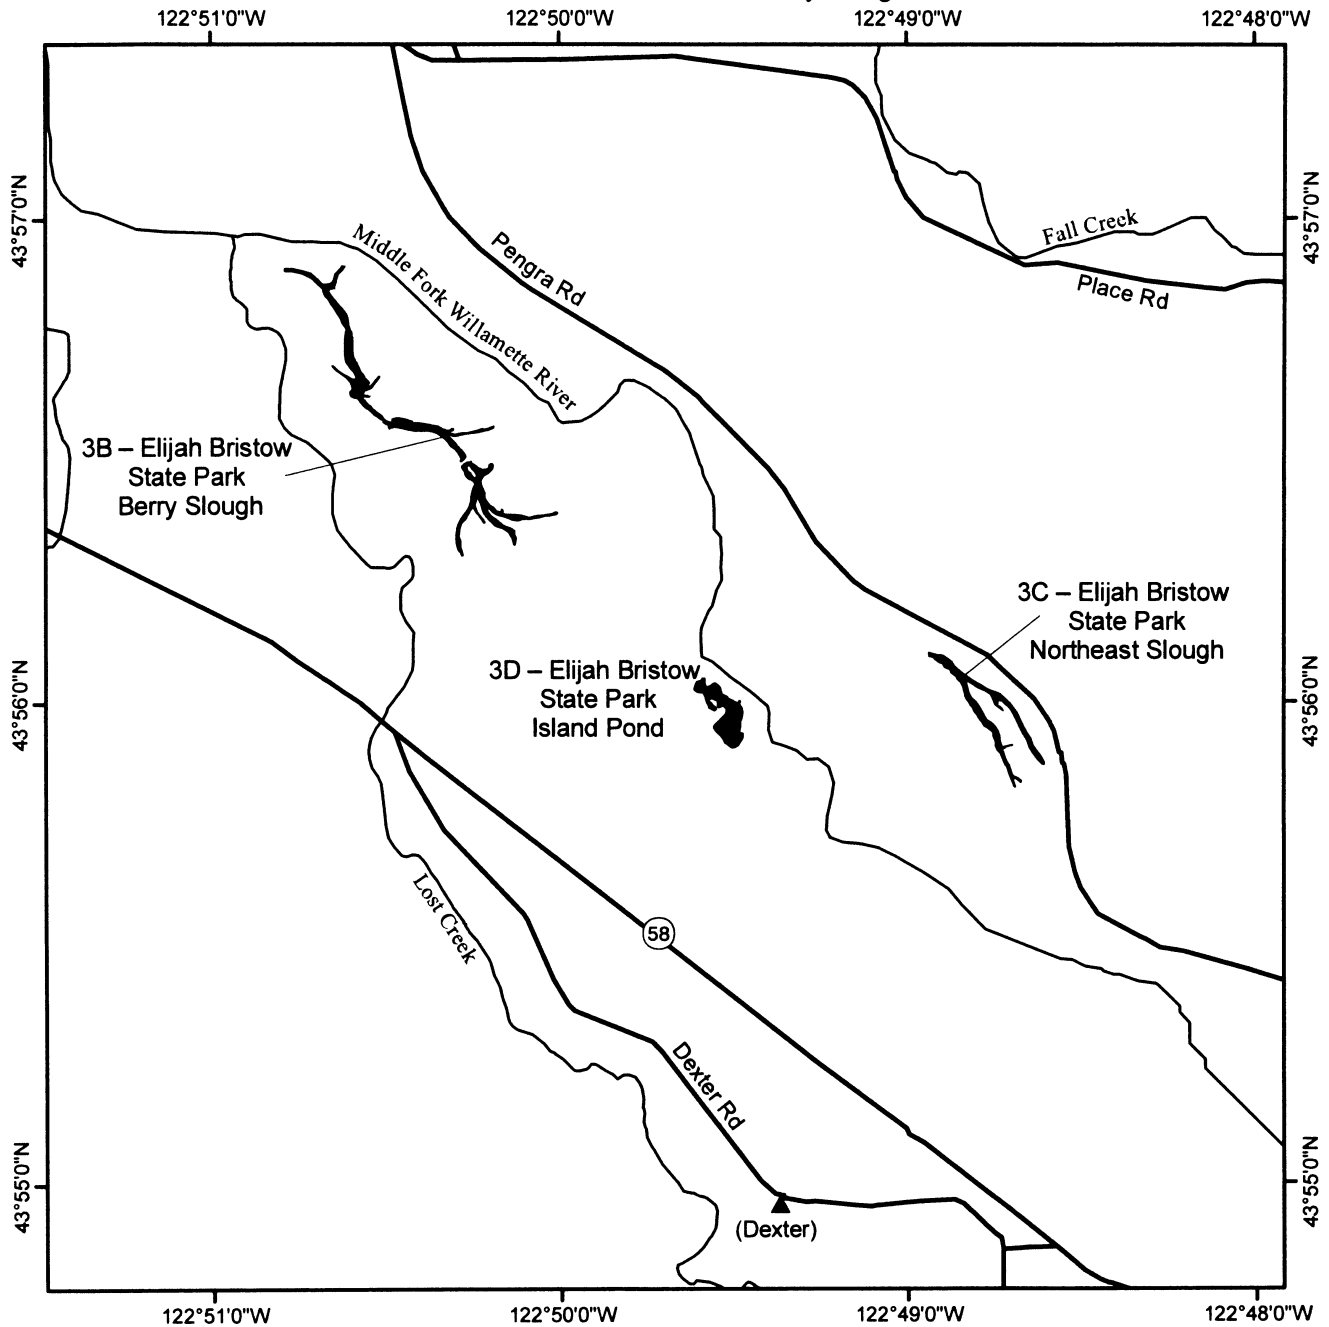 122°51'0"W
122°50'0"W
122°49'0"W
122°48'0"W
43°57'0"N
43°57'0"N
Fall Creek
Middle Fork Willamette River
Pengra Rd
Place Rd
3B – Elijah Bristow
State Park
Berry Slough
3C – Elijah Bristow
State Park
Northeast Slough
3D – Elijah Bristow
State Park
Island Pond
43°56'0"N
43°56'0"N
Lost Creek
58
Dexter Rd
43°55'0"N
43°55'0"N
(Dexter)
122°51'0"W
122°50'0"W
122°49'0"W
122°48'0"W